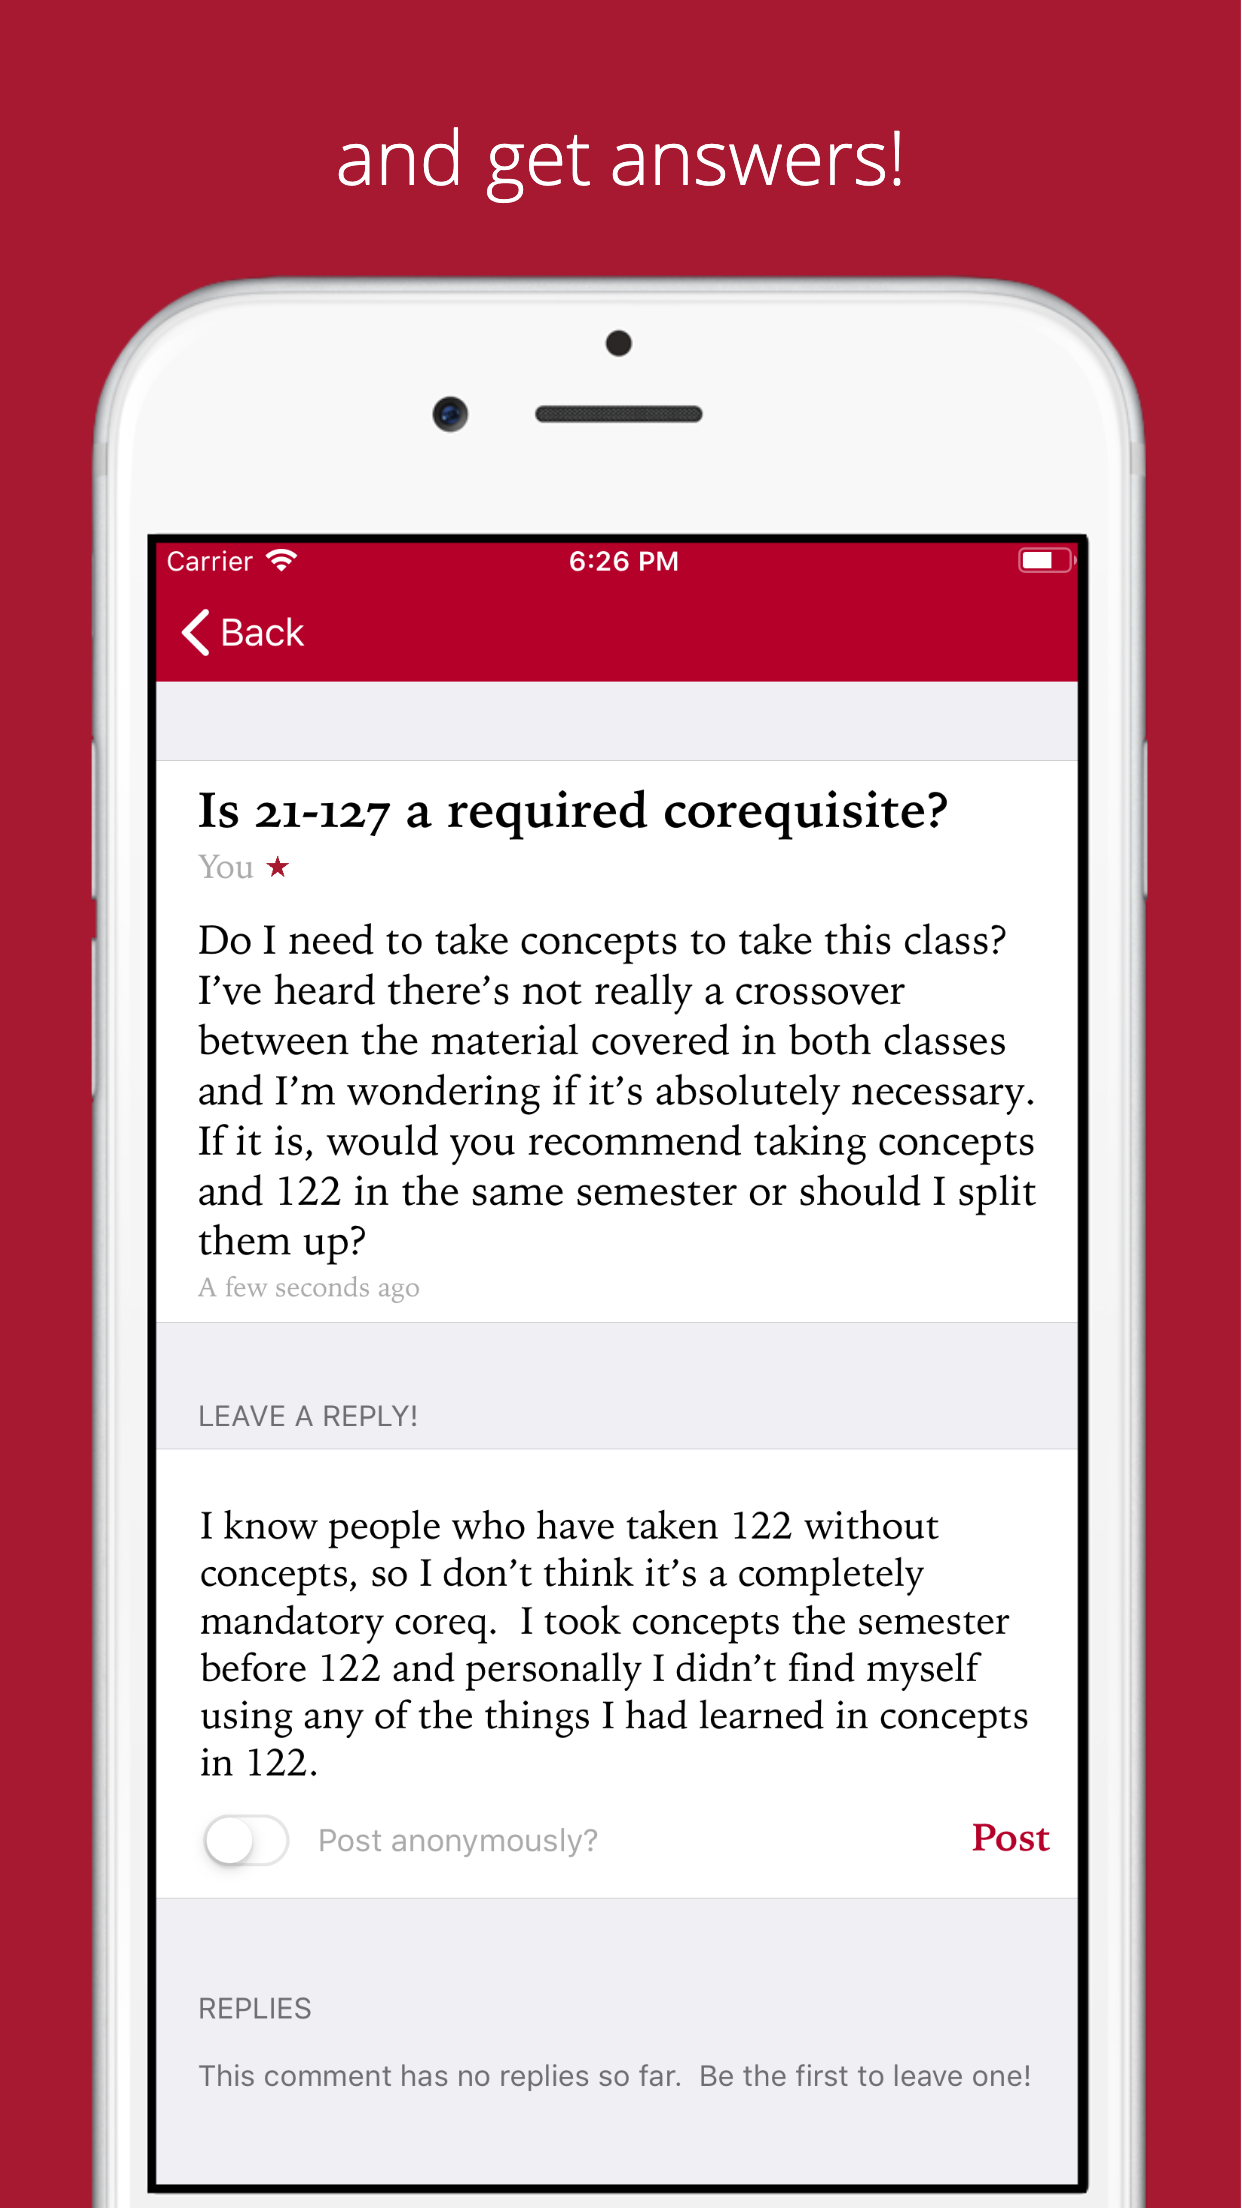 and get answers!
Carrier
6:26 PM
Back
Is 21-127 a required corequisite?
You ★
Do I need to take concepts to take this class?
I’ve heard there’s not really a crossover
between the material covered in both classes
and I’m wondering if it’s absolutely necessary.
If it is, would you recommend taking concepts
and 122 in the same semester or should I split
them up?
A few seconds ago
LEAVE A REPLY!
I know people who have taken 122 without
concepts, so I don’t think it’s a completely
mandatory coreq.  I took concepts the semester
before 122 and personally I didn’t find myself
using any of the things I had learned in concepts
in 122.
Post anonymously?
Post
REPLIES
This comment has no replies so far.  Be the first to leave one!